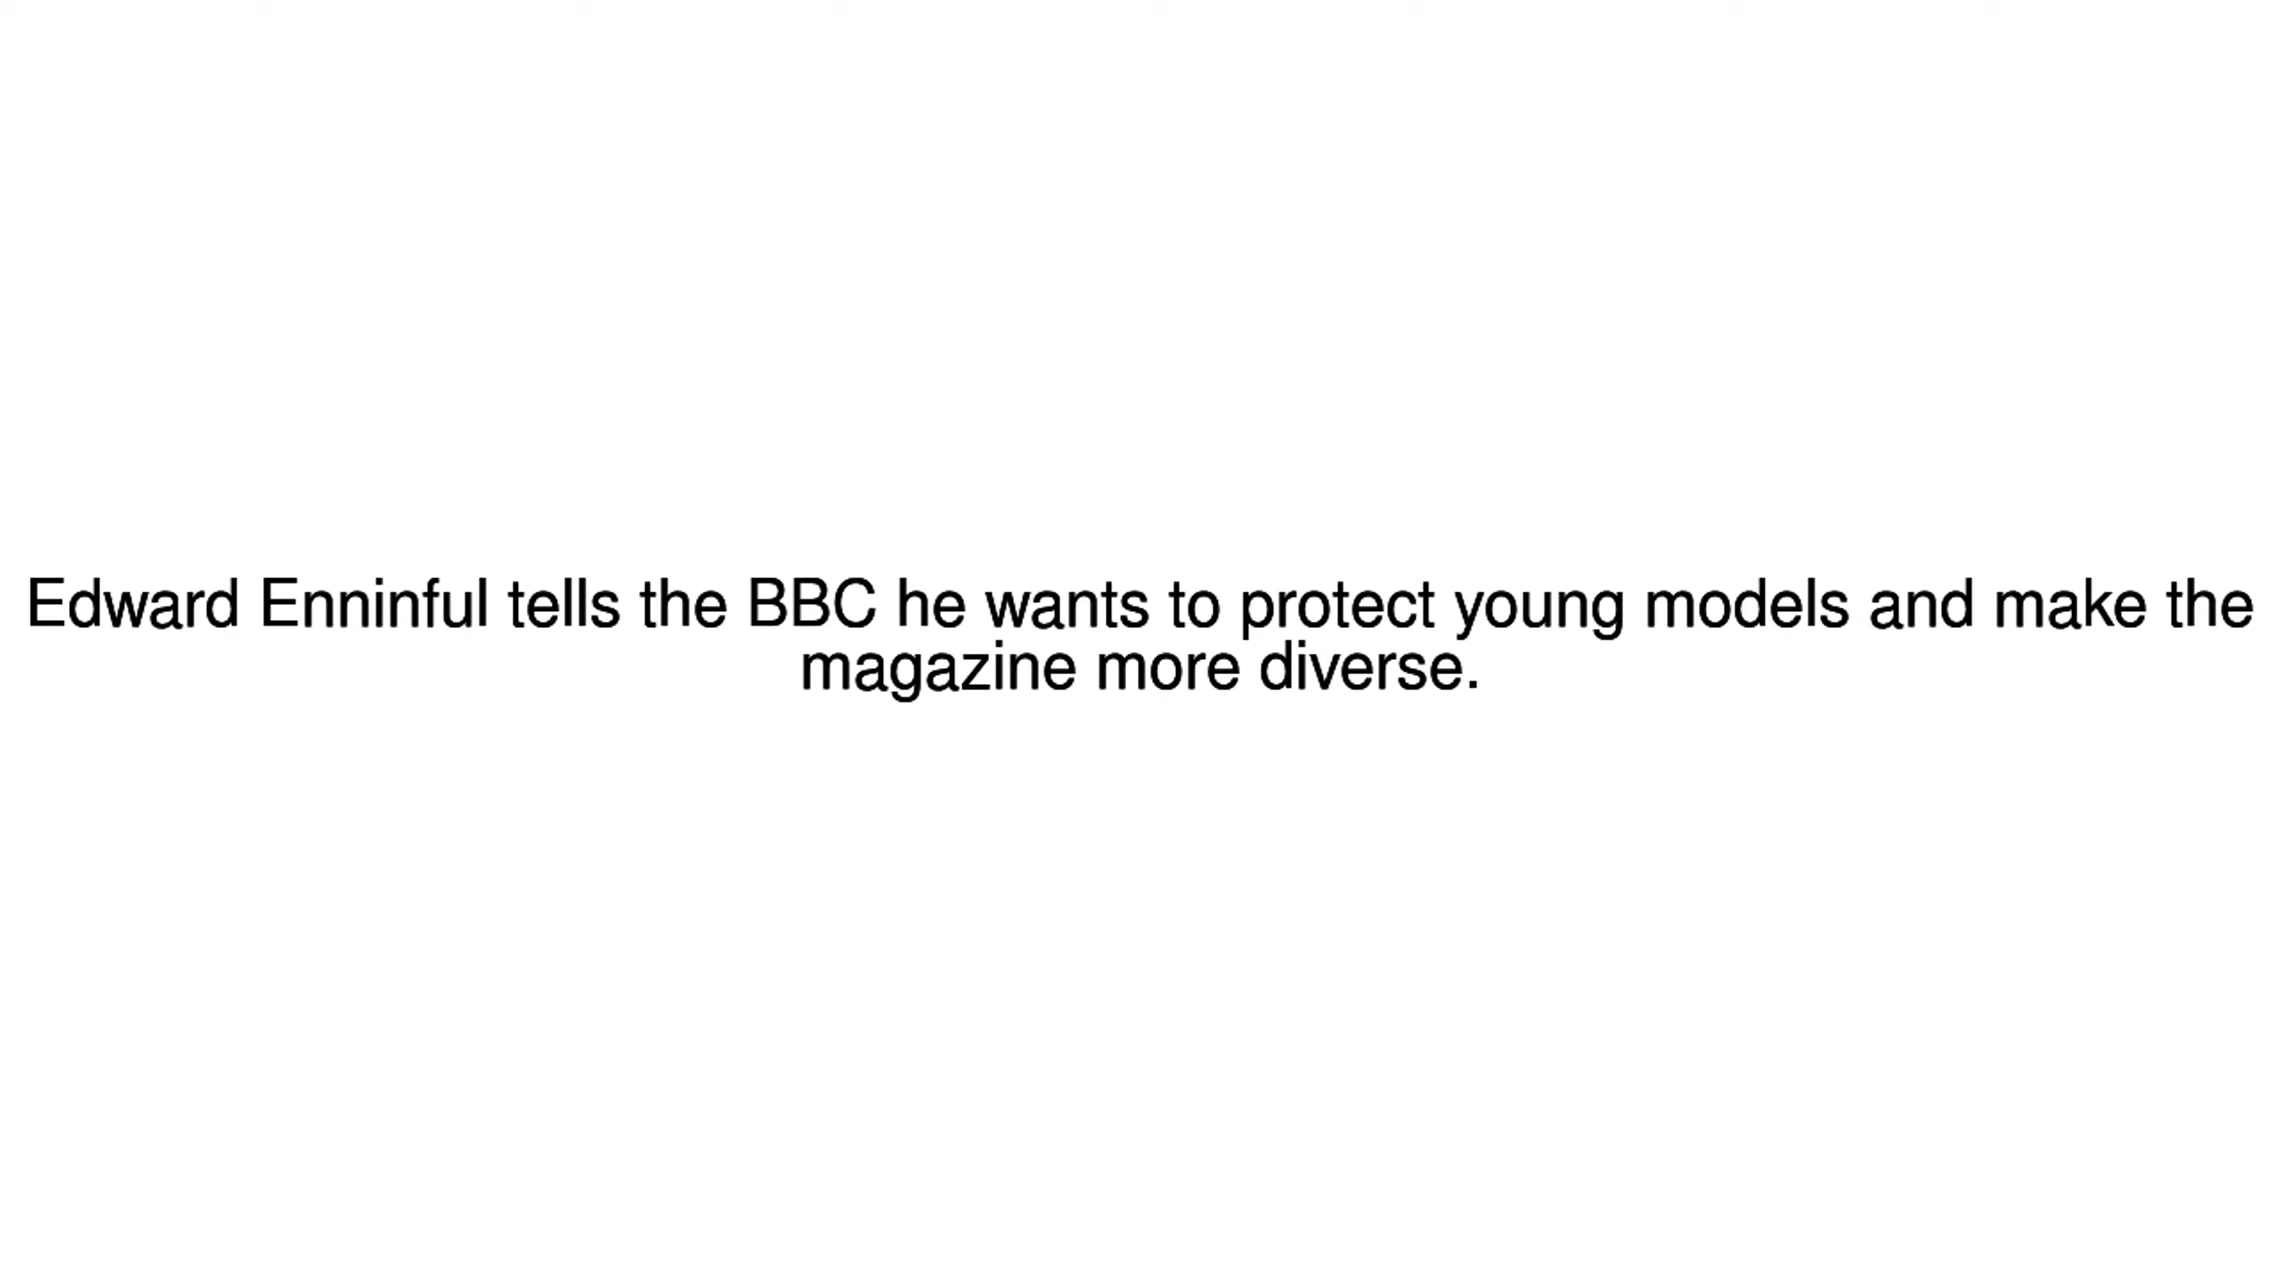 Edward Enninful tells the BBC he wants to protect young models and make the
magazine more diverse.